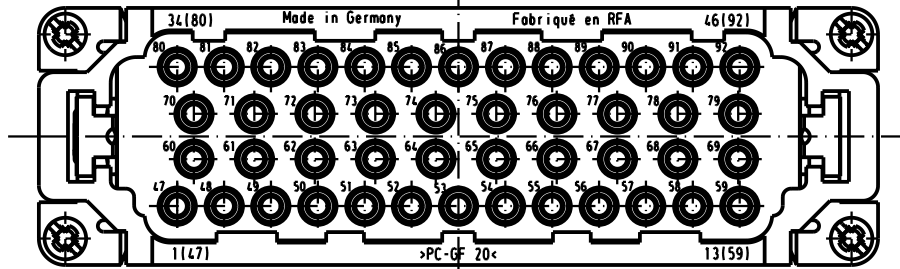 34(80) Made in Germany Fabriqué en RFA 46(92)
80 81 82 83 84 85 86 87 88 89 90 91 92
70 71 72 73 74 75 76 77 78 79
60 61 62 63 64 65 66 67 68 69
47 48 49 50 51 52 53 54 55 56 57 58 59
1(47) >PC-GF 20< 13(59)